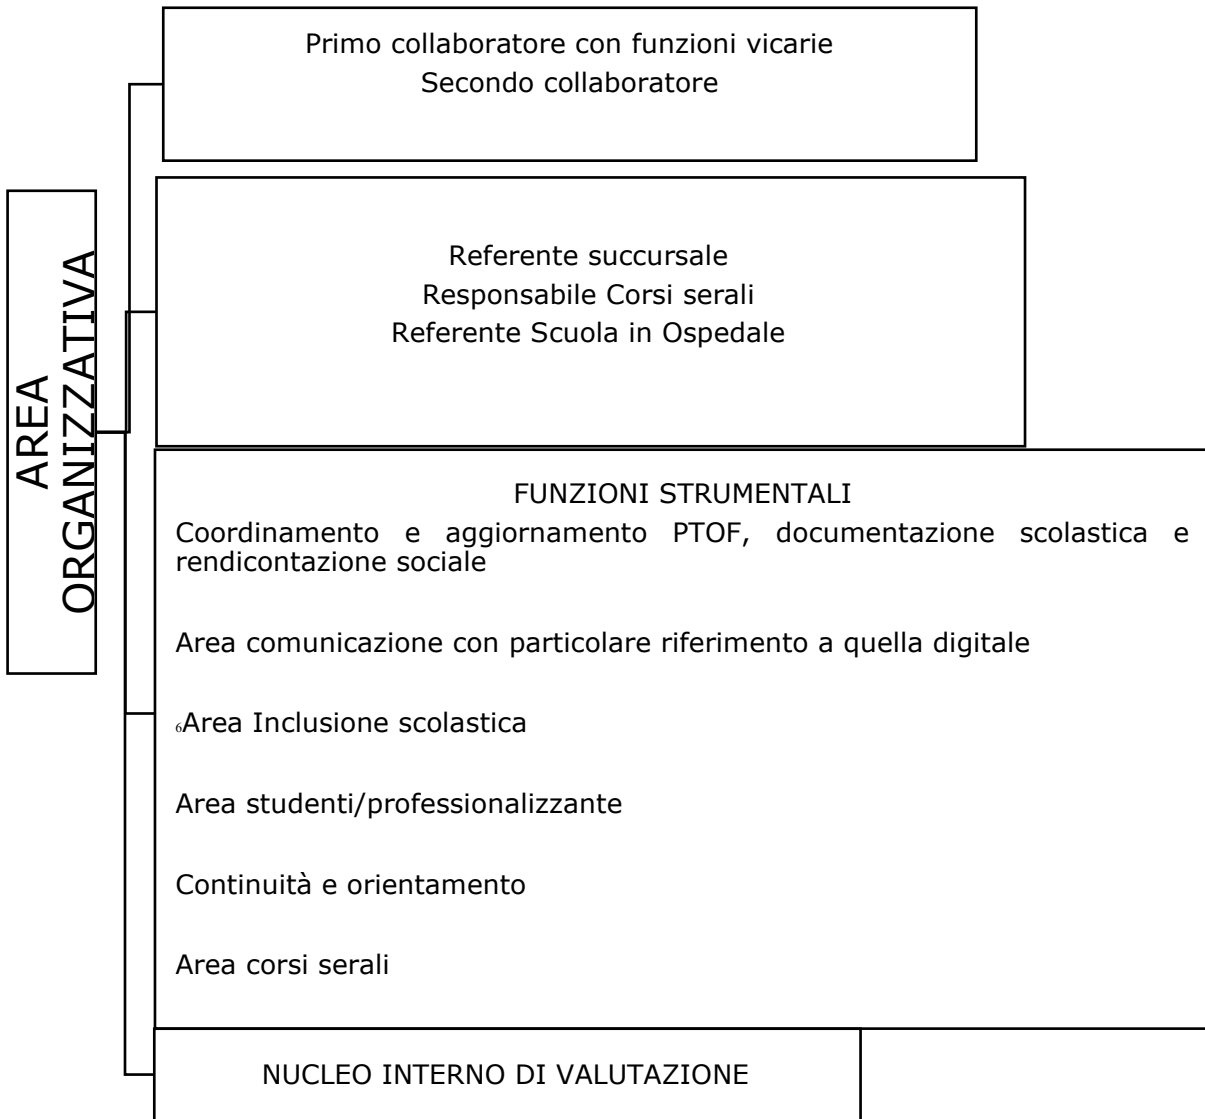 Primo collaboratore con funzioni vicarie
Secondo collaboratore
AREA
ORGANIZZATIVA
Referente succursale
Responsabile Corsi serali
Referente Scuola in Ospedale
FUNZIONI STRUMENTALI
Coordinamento e aggiornamento PTOF, documentazione scolastica e
rendicontazione sociale
Area comunicazione con particolare riferimento a quella digitale
6Area Inclusione scolastica
Area studenti/professionalizzante
Continuità e orientamento
Area corsi serali
NUCLEO INTERNO DI VALUTAZIONE